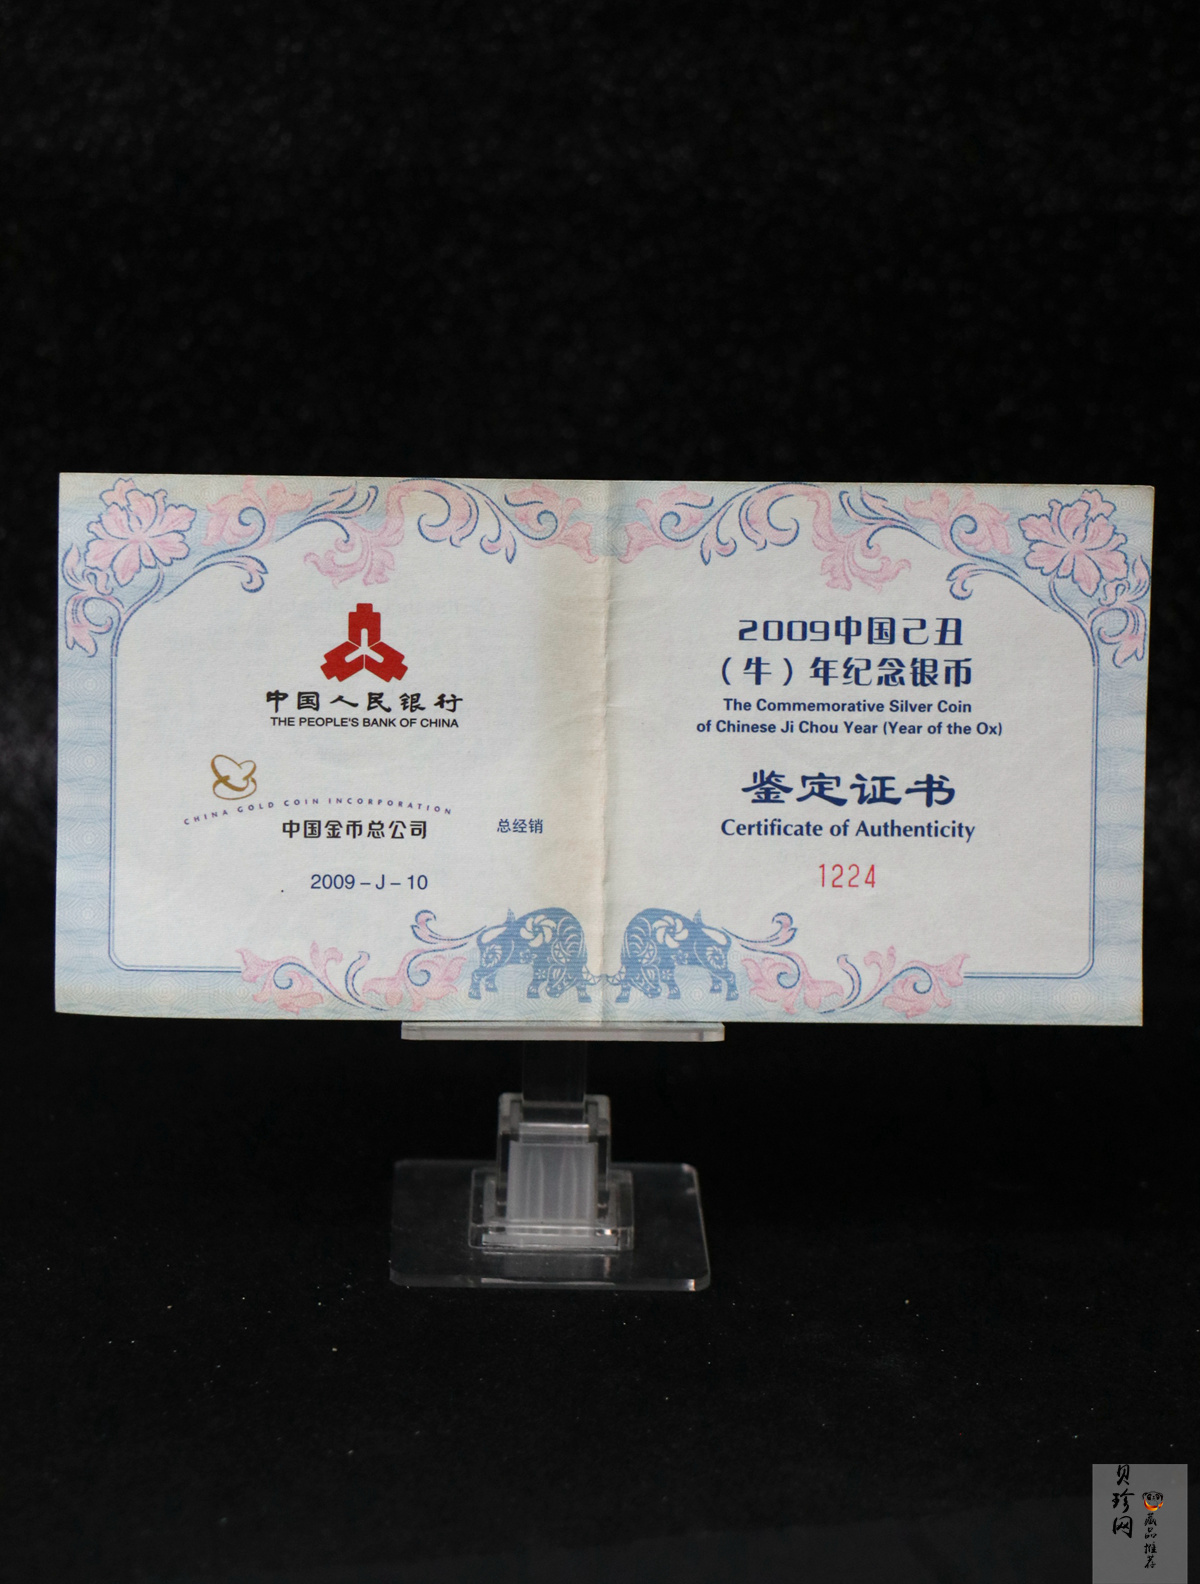 中国人民银行
THE PEOPLE'S BANK OF CHINA
CHINA GOLD COIN INCORPORATION
中国金币总公司
总经销
2009-J-10
2009中国己丑
（牛）年纪念银币
The Commemorative Silver Coin
of Chinese Ji Chou Year (Year of the Ox)
鉴定证书
Certificate of Authenticity
1224
贝珍网
藏品推荐